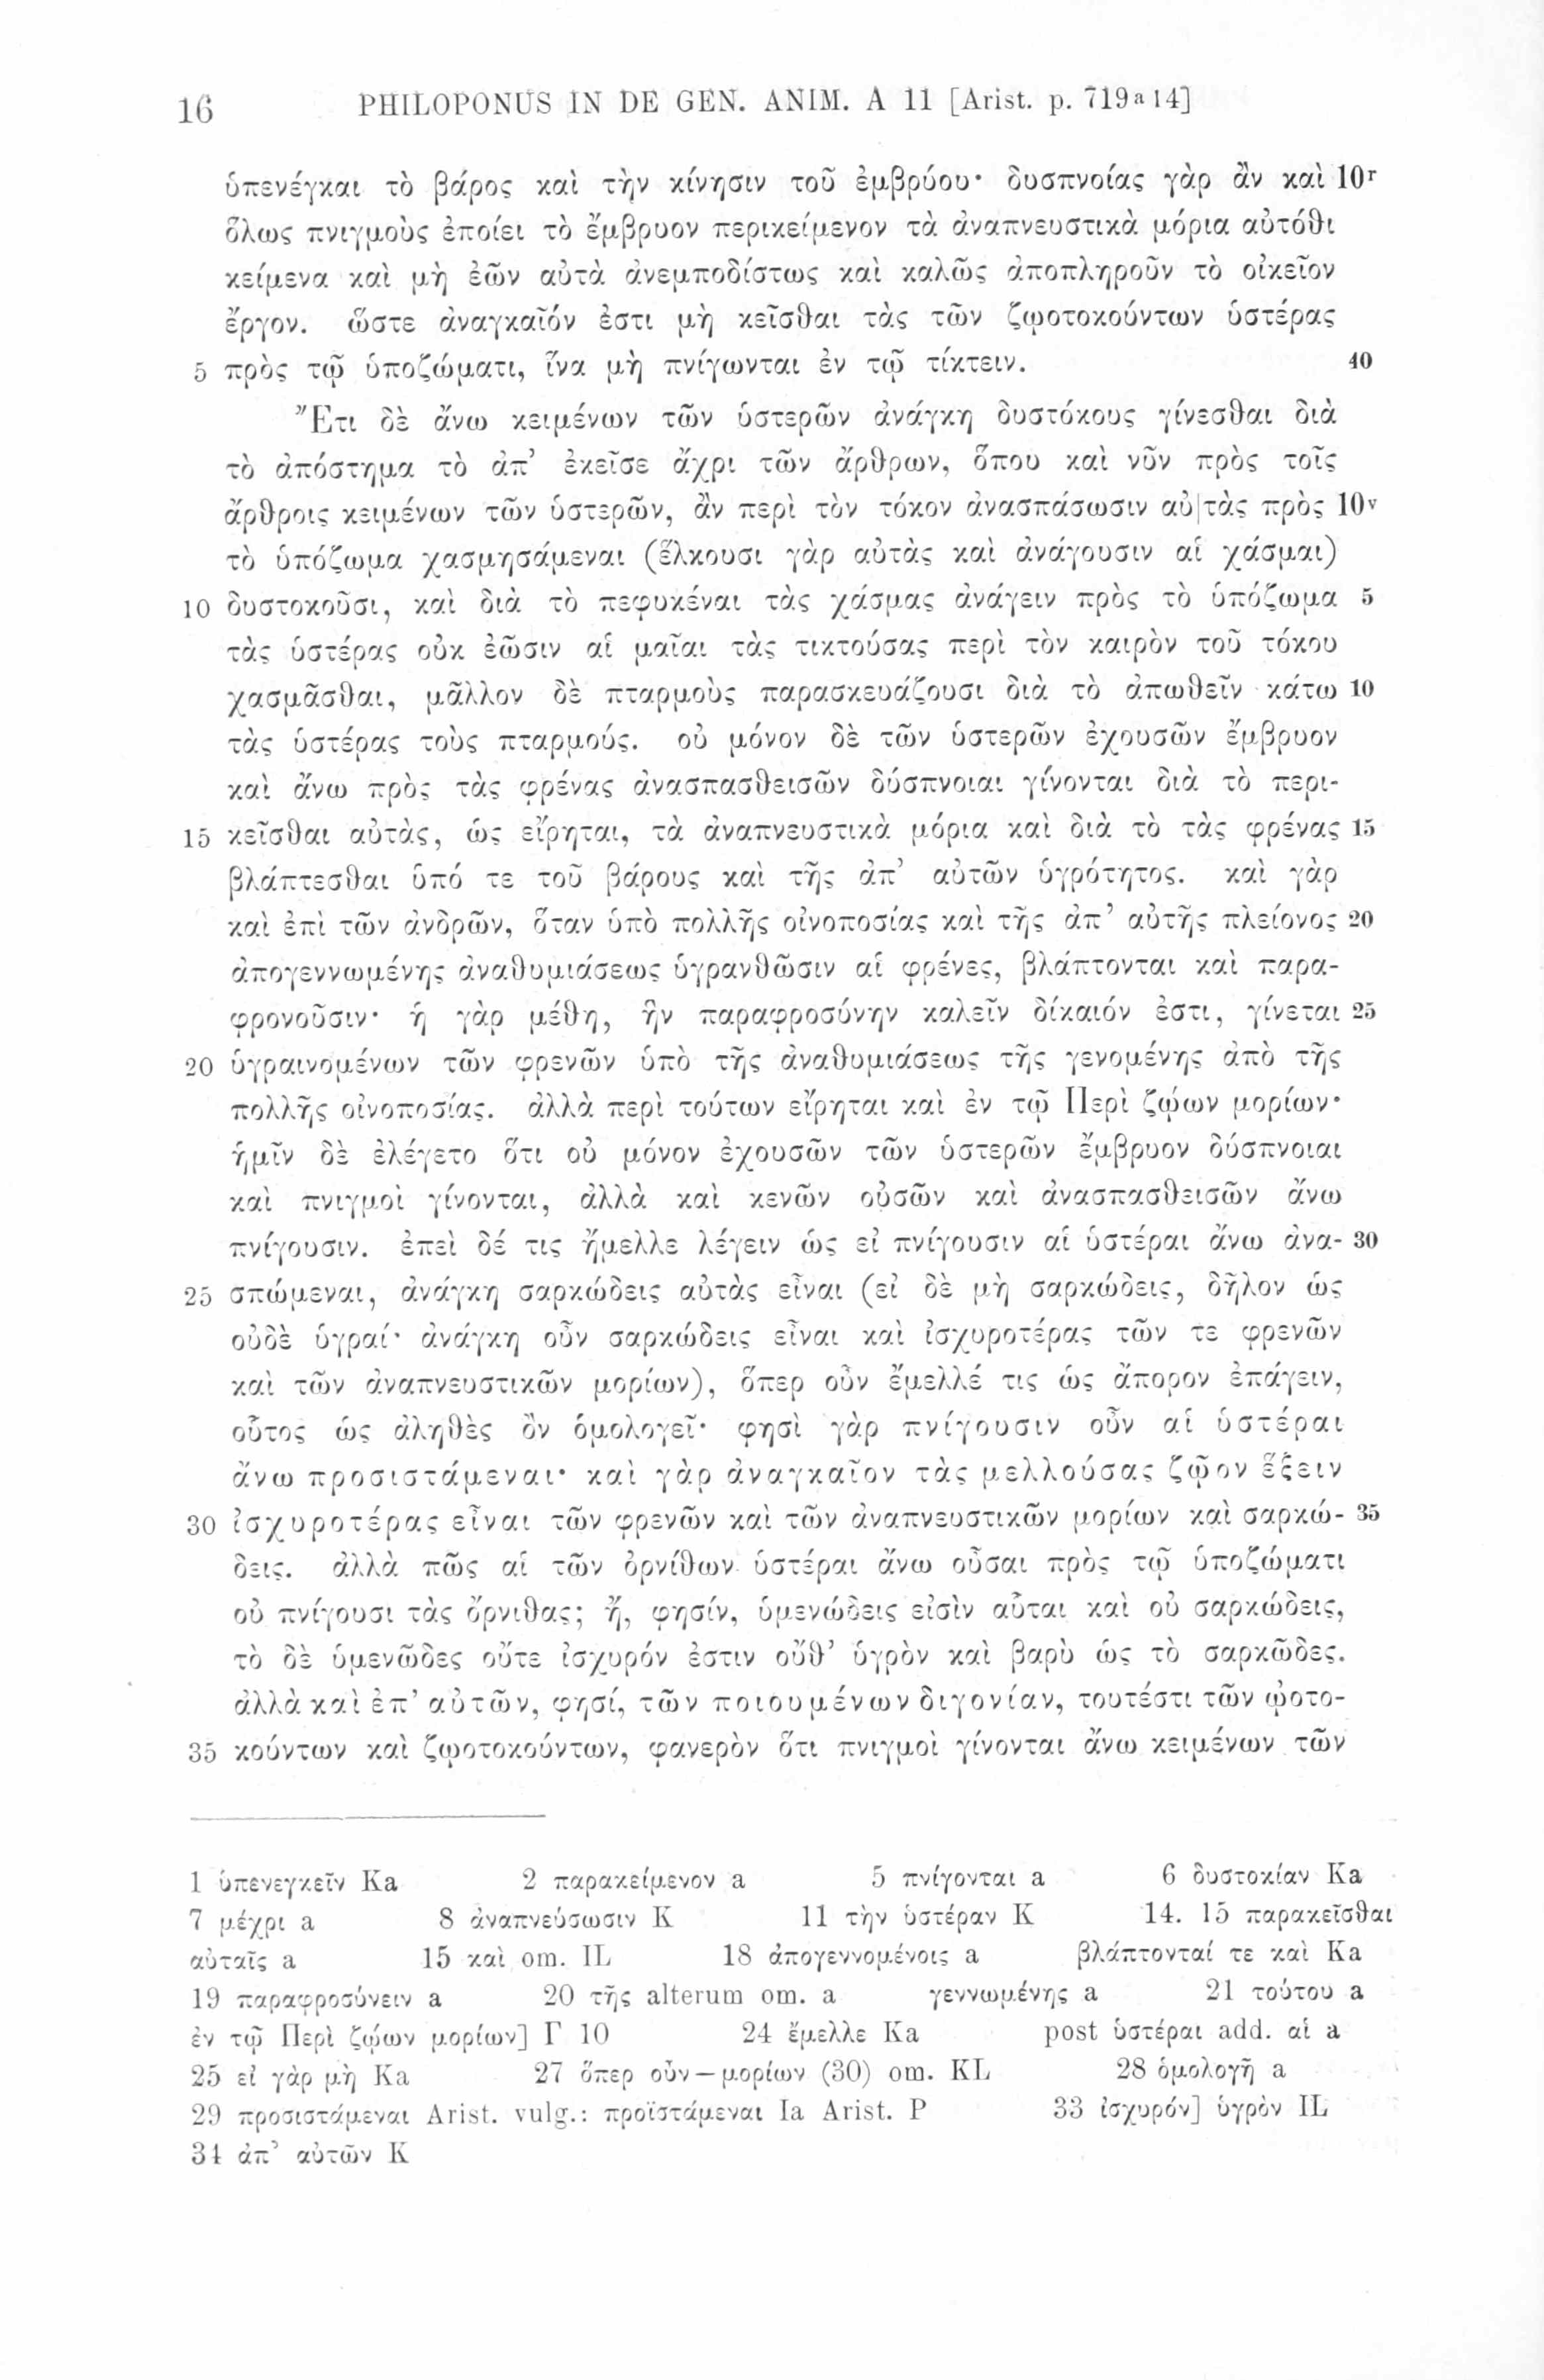 16 PHILOPONUS IN DE GEN. ANIM. A 11 [Arist. p. 719ᵃ14]
ὑπενέγκαι τὸ βάρος καὶ τὴν κίνησιν τοῦ ἐμβρύου· δυσπνοίας γὰρ ἂν καὶ 10ʳ
ὅλως πνιγμοὺς ἐποίει τὸ ἔμβρυον περικείμενον τὰ ἀναπνευστικὰ μόρια αὐτόθι
κείμενα καὶ μὴ ἐῶν αὐτὰ ἀνεμποδίστως καὶ καλῶς ἀποπληροῦν τὸ οἰκεῖον
ἔργον. ὥστε ἀναγκαῖόν ἐστι μὴ κεῖσθαι τὰς τῶν ζῳοτοκούντων ὑστέρας
5 πρὸς τῷ ὑποζώματι, ἵνα μὴ πνίγωνται ἐν τῷ τίκτειν. 40
Ἔτι δὲ ἄνω κειμένων τῶν ὑστερῶν ἀνάγκη δυστόκους γίνεσθαι διὰ
τὸ ἀπόστημα τὸ ἀπ’ ἐκεῖσε ἄχρι τῶν ἄρθρων, ὅπου καὶ νῦν πρὸς τοῖς
ἄρθροις κειμένων τῶν ὑστερῶν, ἂν περὶ τὸν τόκον ἀνασπάσωσιν αὐ|τὰς πρὸς 10ᵛ
τὸ ὑπόζωμα χασμησάμεναι (ἕλκουσι γὰρ αὐτὰς καὶ ἀνάγουσιν αἱ χάσμαι)
10 δυστοκοῦσι, καὶ διὰ τὸ πεφυκέναι τὰς χάσμας ἀνάγειν πρὸς τὸ ὑπόζωμα 5
τὰς ὑστέρας οὐκ ἐῶσιν αἱ μαῖαι τὰς τικτούσας περὶ τὸν καιρὸν τοῦ τόκου
χασμᾶσθαι, μᾶλλον δὲ πταρμοὺς παρασκευάζουσι διὰ τὸ ἀπωθεῖν κάτω 10
τὰς ὑστέρας τοὺς πταρμούς. οὐ μόνον δὲ τῶν ὑστερῶν ἐχουσῶν ἔμβρυον
καὶ ἄνω πρὸς τὰς φρένας ἀνασπασθεισῶν δύσπνοιαι γίνονται διὰ τὸ περι-
15 κεῖσθαι αὐτὰς, ὡς εἴρηται, τὰ ἀναπνευστικὰ μόρια καὶ διὰ τὸ τὰς φρένας 15
βλάπτεσθαι ὑπό τε τοῦ βάρους καὶ τῆς ἀπ’ αὐτῶν ὑγρότητος. καὶ γὰρ
καὶ ἐπὶ τῶν ἀνδρῶν, ὅταν ὑπὸ πολλῆς οἰνοποσίας καὶ τῆς ἀπ’ αὐτῆς πλείονος 20
ἀπογεννωμένης ἀναθυμιάσεως ὑγρανθῶσιν αἱ φρένες, βλάπτονται καὶ παρα-
φρονοῦσιν· ἡ γὰρ μέθη, ἣν παραφροσύνην καλεῖν δίκαιόν ἐστι, γίνεται 25
20 ὑγραινομένων τῶν φρενῶν ὑπὸ τῆς ἀναθυμιάσεως τῆς γενομένης ἀπὸ τῆς
πολλῆς οἰνοποσίας. ἀλλὰ περὶ τούτων εἴρηται καὶ ἐν τῷ Περὶ ζῴων μορίων·
ἡμῖν δὲ ἐλέγετο ὅτι οὐ μόνον ἐχουσῶν τῶν ὑστερῶν ἔμβρυον δύσπνοιαι
καὶ πνιγμοὶ γίνονται, ἀλλὰ καὶ κενῶν οὐσῶν καὶ ἀνασπασθεισῶν ἄνω
πνίγουσιν. ἐπεὶ δέ τις ἤμελλε λέγειν ὡς εἰ πνίγουσιν αἱ ὑστέραι ἄνω ἀνα- 30
25 σπώμεναι, ἀνάγκη σαρκώδεις αὐτὰς εἶναι (εἰ δὲ μὴ σαρκώδεις, δῆλον ὡς
οὐδὲ ὑγραί· ἀνάγκη οὖν σαρκώδεις εἶναι καὶ ἰσχυροτέρας τῶν τε φρενῶν
καὶ τῶν ἀναπνευστικῶν μορίων), ὅπερ οὖν ἔμελλέ τις ὡς ἄπορον ἐπάγειν,
οὗτος ὡς ἀληθὲς ὂν ὁμολογεῖ· φησὶ γὰρ πνίγουσιν οὖν αἱ ὑστέραι
ἄνω προσιστάμεναι· καὶ γὰρ ἀναγκαῖον τὰς μελλούσας ζῷον ἕξειν
30 ἰσχυροτέρας εἶναι τῶν φρενῶν καὶ τῶν ἀναπνευστικῶν μορίων καὶ σαρκώ- 35
δεις. ἀλλὰ πῶς αἱ τῶν ὀρνίθων ὑστέραι ἄνω οὖσαι πρὸς τῷ ὑποζώματι
οὐ πνίγουσι τὰς ὄρνιθας; ἤ, φησίν, ὑμενώδεις εἰσὶν αὗται καὶ οὐ σαρκώδεις,
τὸ δὲ ὑμενῶδες οὔτε ἰσχυρόν ἐστιν οὔθ’ ὑγρὸν καὶ βαρὺ ὡς τὸ σαρκῶδες.
ἀλλὰ καὶ ἐπ’ αὐτῶν, φησί, τῶν ποιουμένων διγονίαν, τουτέστι τῶν ᾠοτο-
35 κούντων καὶ ζῳοτοκούντων, φανερὸν ὅτι πνιγμοὶ γίνονται ἄνω κειμένων τῶν
1 ὑπενεγκεῖν Ka 2 παρακείμενον a 5 πνίγονται a 6 δυστοκίαν Ka
7 μέχρι a 8 ἀναπνεύσωσιν K 11 τὴν ὑστέραν K 14. 15 παρακεῖσθαι
αὐταῖς a 15 καὶ om. IL 18 ἀπογεννομένοις a βλάπτονταί τε καὶ Ka
19 παραφροσύνειν a 20 τῆς alterum om. a γεννωμένης a 21 τούτου a
ἐν τῷ Περὶ ζῴων μορίων] Γ 10 24 ἔμελλε Ka post ὑστέραι add. αἱ a
25 εἰ γὰρ μὴ Ka 27 ὅπερ οὖν — μορίων (30) om. KL 28 ὁμολογῇ a
29 προσιστάμεναι Arist. vulg.: προϊστάμεναι Ia Arist. P 33 ἰσχυρόν] ὑγρὸν IL
34 ἀπ’ αὐτῶν K